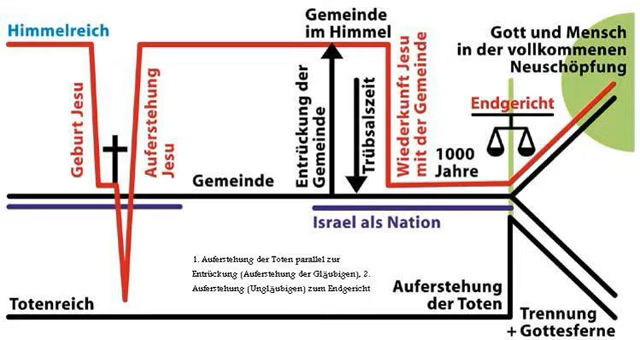 Himmelreich
Geburt Jesu
Auferstehung
Jesu
Gemeinde
Gemeinde
im Himmel
Entrückung der
Gemeinde
Trübsalszeit
Wiederkunft Jesu
mit der Gemeinde
1000
Jahre
Endgericht
Gott und Mensch
in der vollkommenen
Neuschöpfung
Israel als Nation
1. Auferstehung der Toten parallel zur
Entrückung (Auferstehung der Gläubigen), 2.
Auferstehung (Ungläubigen) zum Endgericht
Totenreich
Auferstehung
der Toten
Trennung
+ Gottesferne